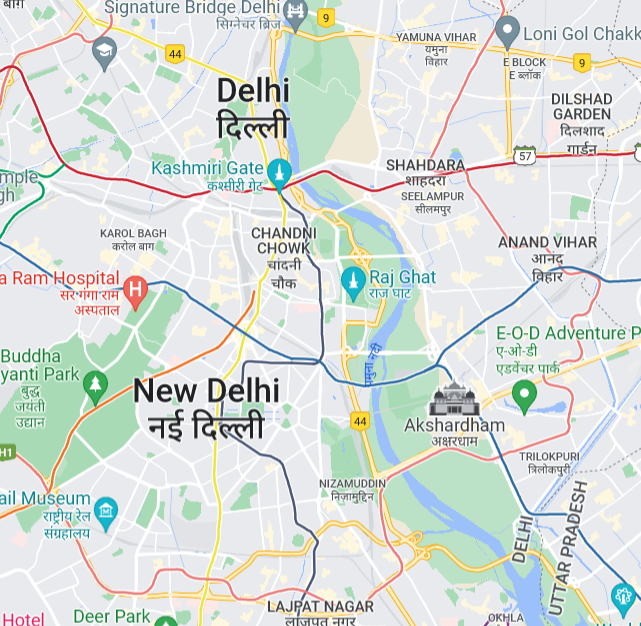 बाग
Signature Bridge Delhi
सिग्नेचर ब्रिज
9
YAMUNA VIHAR
यमुना
विहार
Loni Gol Chakk
44
E BLOCK
E ब्लॉक
9
Delhi
दिल्ली
DILSHAD
GARDEN
दिलशाद
गार्डन
57
Kashmiri Gate
कश्मीरी गेट
SHAHDARA
शाहदरा
SEELAMPUR
सीलमपुर
mple
gh
KAROL BAGH
करोल बाग
CHANDNI
CHOWK
चांदनी
चौक
ANAND VIHAR
आनंद
विहार
a Ram Hospital
सर गंगा राम
अस्पताल
H
Raj Ghat
राज घाट
यमुना नदी
E-O-D Adventure P
ए-ओ-डी
एडवेंचर पार्क
Buddha
yanti Park
बुद्ध
जयंती
उद्यान
New Delhi
नई दिल्ली
44
Akshardham
अक्षरधाम
H1
TRILOKPURI
त्रिलोकपुरी
NIZAMUDDIN
निज़ामुद्दिन
ail Museum
राष्ट्रीय रेल
संग्रहालय
DELHI
UTTAR PRADESH
LAJPAT NAGAR
लाजपत नगर
Hotel
Deer Park
OKHLA